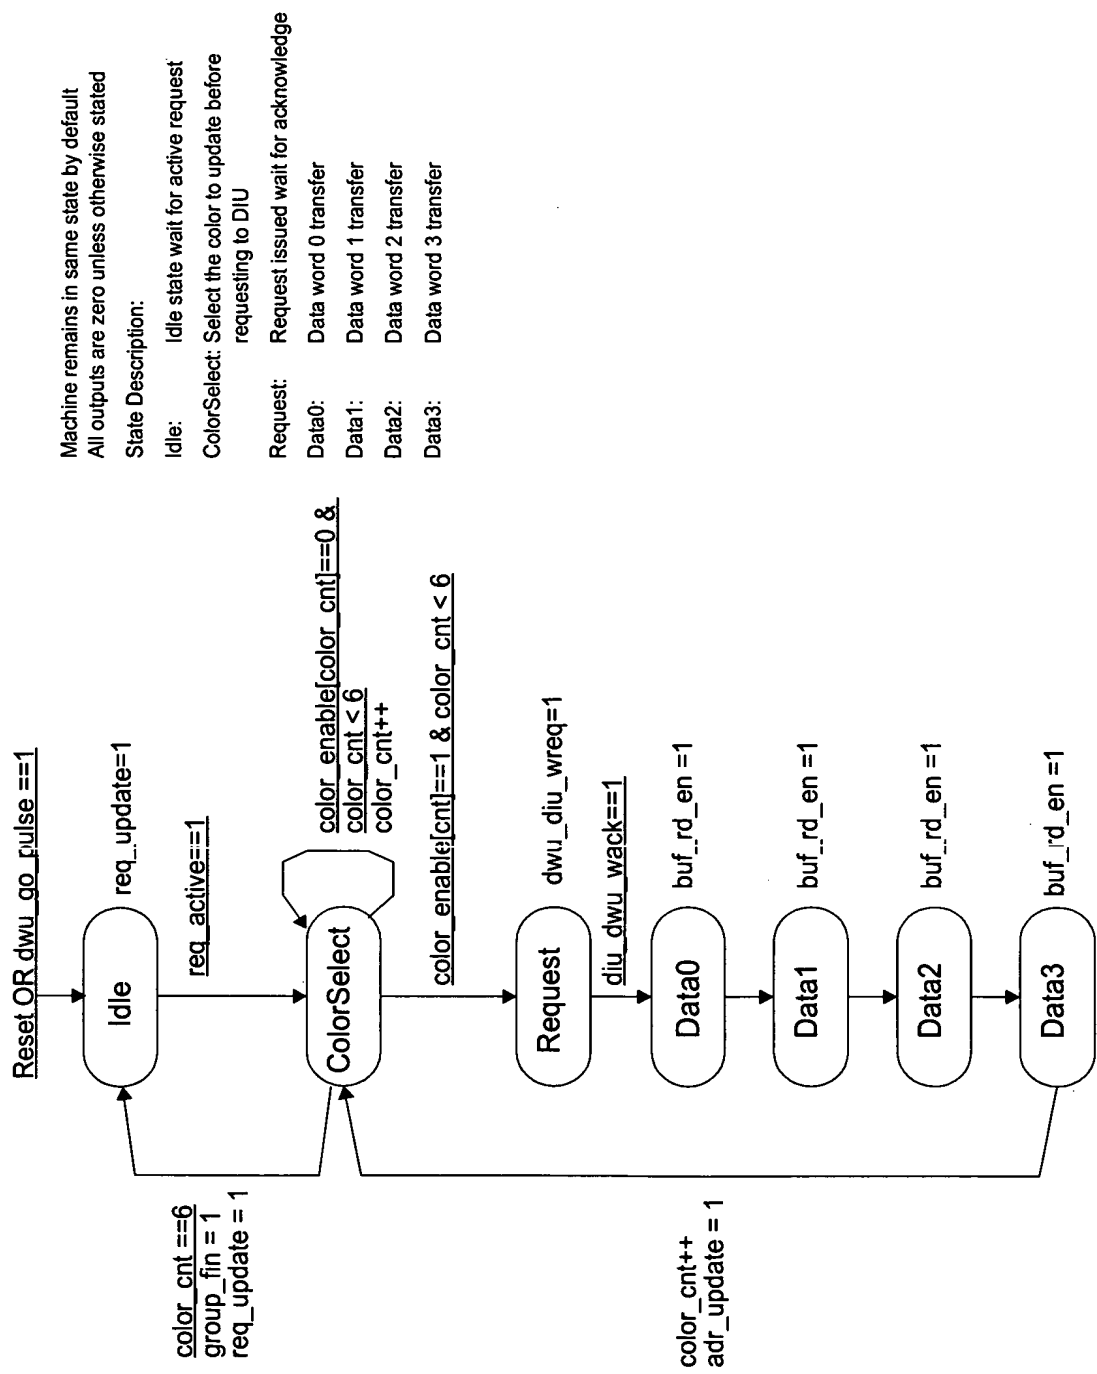 Reset OR dwu_go_pulse ==1
Idle
req_update=1
req_active==1
color_cnt ==6
group_fin = 1
req_update = 1
ColorSelect
color_enable[color_cnt]==0 &
color_cnt < 6
color_cnt++
color_enable[cnt]==1 & color_cnt < 6
Request
dwu_diu_wreq=1
diu_dwu_wack==1
Data0
buf_rd_en =1
Data1
buf_rd_en =1
Data2
buf_rd_en =1
Data3
buf_rd_en =1
color_cnt++
adr_update = 1
Machine remains in same state by default
All outputs are zero unless otherwise stated
State Description:
Idle: Idle state wait for active request
ColorSelect: Select the color to update before
requesting to DIU
Request: Request issued wait for acknowledge
Data0: Data word 0 transfer
Data1: Data word 1 transfer
Data2: Data word 2 transfer
Data3: Data word 3 transfer